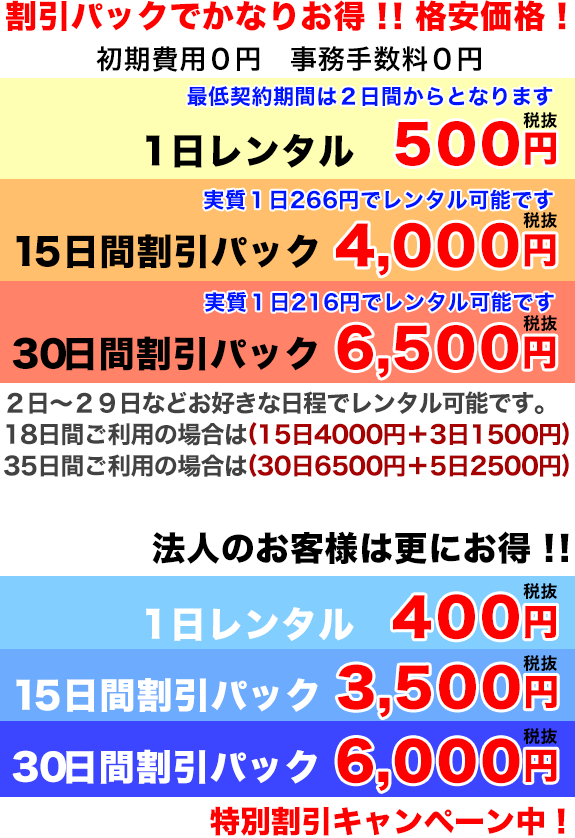 割引パックでかなりお得 !! 格安価格！
初期費用０円　事務手数料０円
最低契約期間は２日間からとなります
1日レンタル 500円 税抜
実質１日266円でレンタル可能です
15日間割引パック 4,000円 税抜
実質１日216円でレンタル可能です
30日間割引パック 6,500円 税抜
２日〜２９日などお好きな日程でレンタル可能です。
18日間ご利用の場合は(15日4000円＋3日1500円)
35日間ご利用の場合は(30日6500円＋5日2500円)
法人のお客様は更にお得 !!
1日レンタル 400円 税抜
15日間割引パック 3,500円 税抜
30日間割引パック 6,000円 税抜
特別割引キャンペーン中！